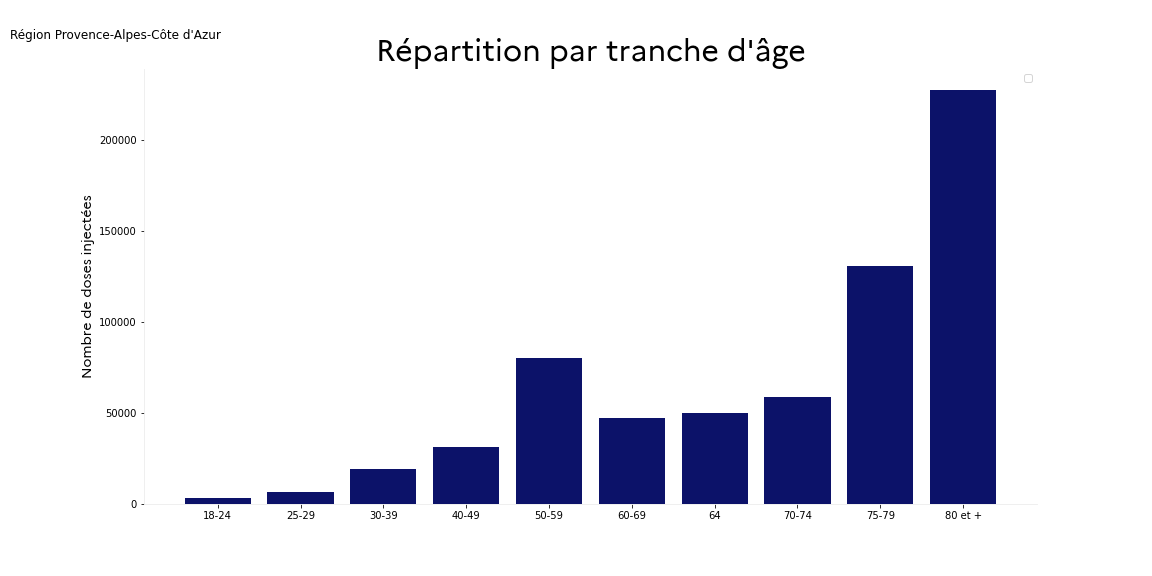 Région Provence-Alpes-Côte d'Azur
Répartition par tranche d'âge
Nombre de doses injectées
200000
150000
100000
50000
0
18-24 25-29 30-39 40-49 50-59 60-69 64 70-74 75-79 80 et +